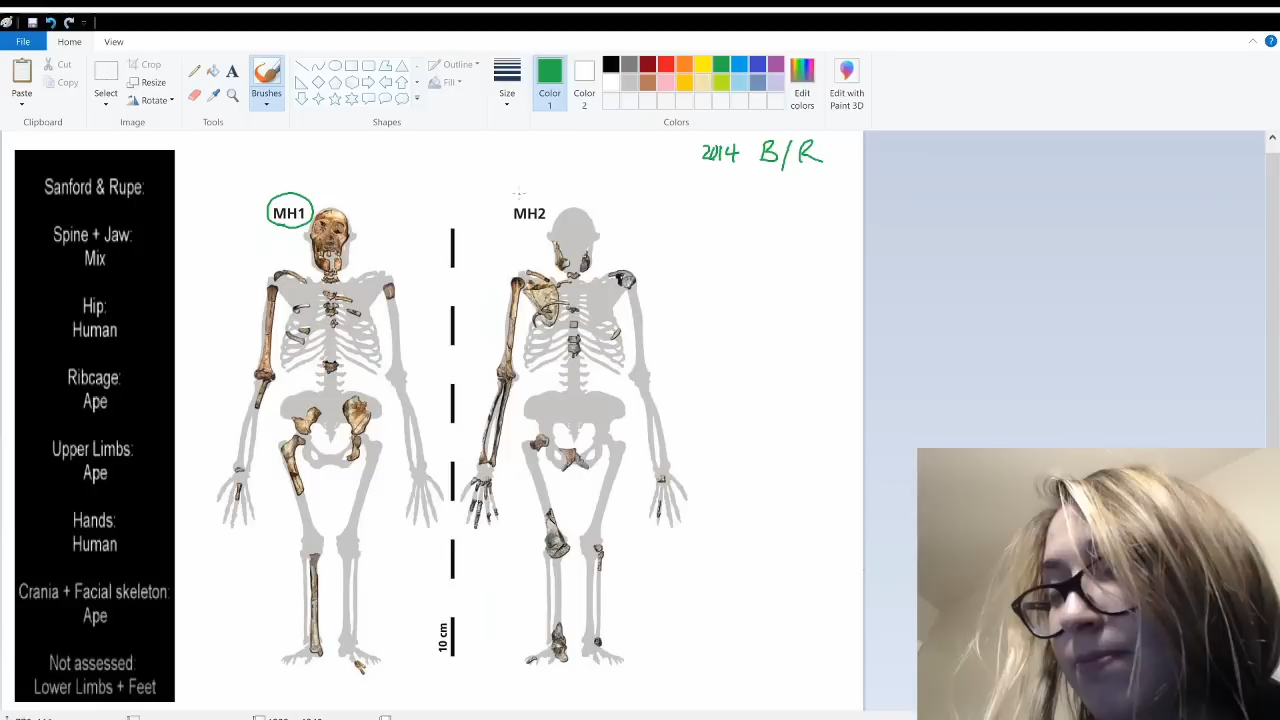 File Home View
Cut
Copy
Paste
Clipboard
Crop
Resize
Rotate
Select
Image
A
Tools
Brushes
Outline
Fill
Shapes
Size
Color
1
Color
2
Edit
colors
Colors
Edit with
Paint 3D
2014 B/R
Sanford & Rupe:
Spine + Jaw:
Mix
Hip:
Human
Ribcage:
Ape
Upper Limbs:
Ape
Hands:
Human
Crania + Facial skeleton:
Ape
Not assessed:
Lower Limbs + Feet
MH1
MH2
10 cm